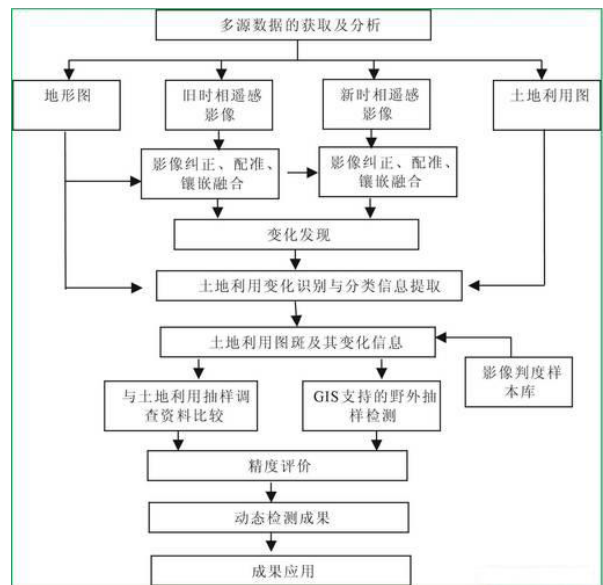 多源数据的获取及分析
地形图
旧时相遥感
影像
新时相遥感
影像
土地利用图
影像纠正、配准、
镶嵌融合
影像纠正、配准、
镶嵌融合
变化发现
土地利用变化识别与分类信息提取
土地利用图斑及其变化信息
影像判度样
本库
与土地利用抽样调
查资料比较
GIS支持的野外抽
样检测
精度评价
动态检测成果
成果应用